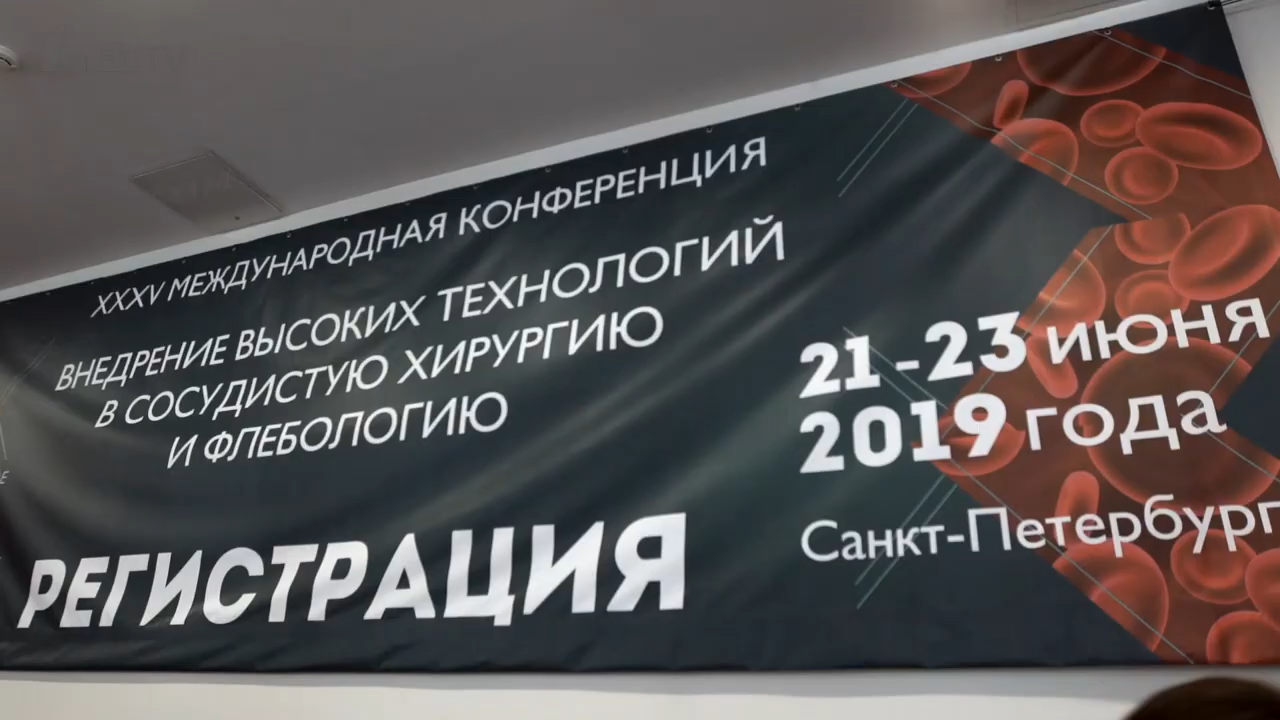 XXXV МЕЖДУНАРОДНАЯ КОНФЕРЕНЦИЯ
ВНЕДРЕНИЕ ВЫСОКИХ ТЕХНОЛОГИЙ
В СОСУДИСТУЮ ХИРУРГИЮ
И ФЛЕБОЛОГИЮ
РЕГИСТРАЦИЯ
21-23 июня
2019 года
Санкт-Петербург